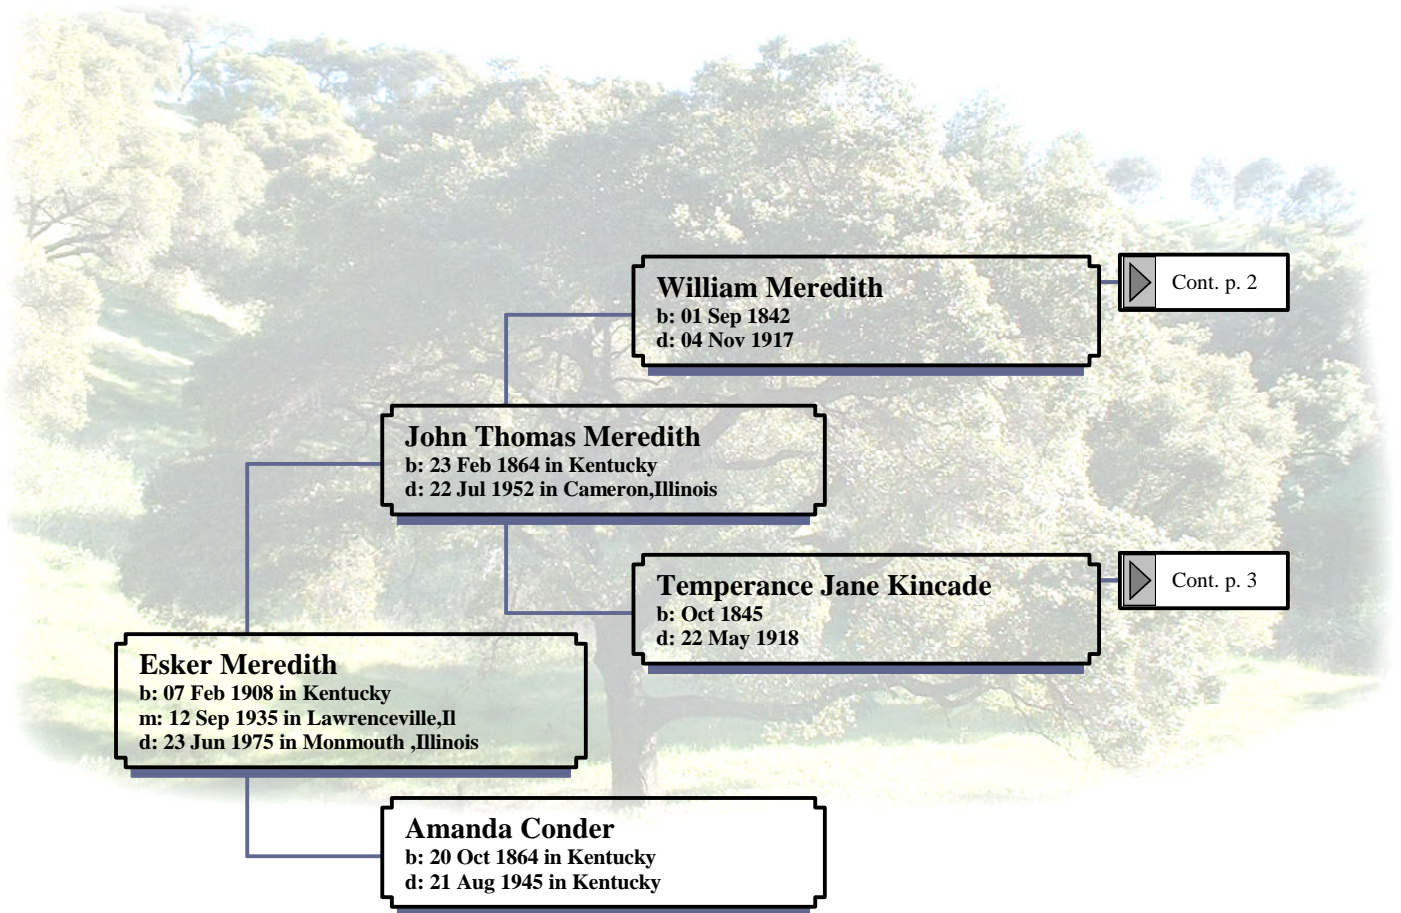 William Meredith
b: 01 Sep 1842
d: 04 Nov 1917
Cont. p. 2
John Thomas Meredith
b: 23 Feb 1864 in Kentucky
d: 22 Jul 1952 in Cameron,Illinois
Temperance Jane Kincade
b: Oct 1845
d: 22 May 1918
Cont. p. 3
Esker Meredith
b: 07 Feb 1908 in Kentucky
m: 12 Sep 1935 in Lawrenceville,Il
d: 23 Jun 1975 in Monmouth ,Illinois
Amanda Conder
b: 20 Oct 1864 in Kentucky
d: 21 Aug 1945 in Kentucky